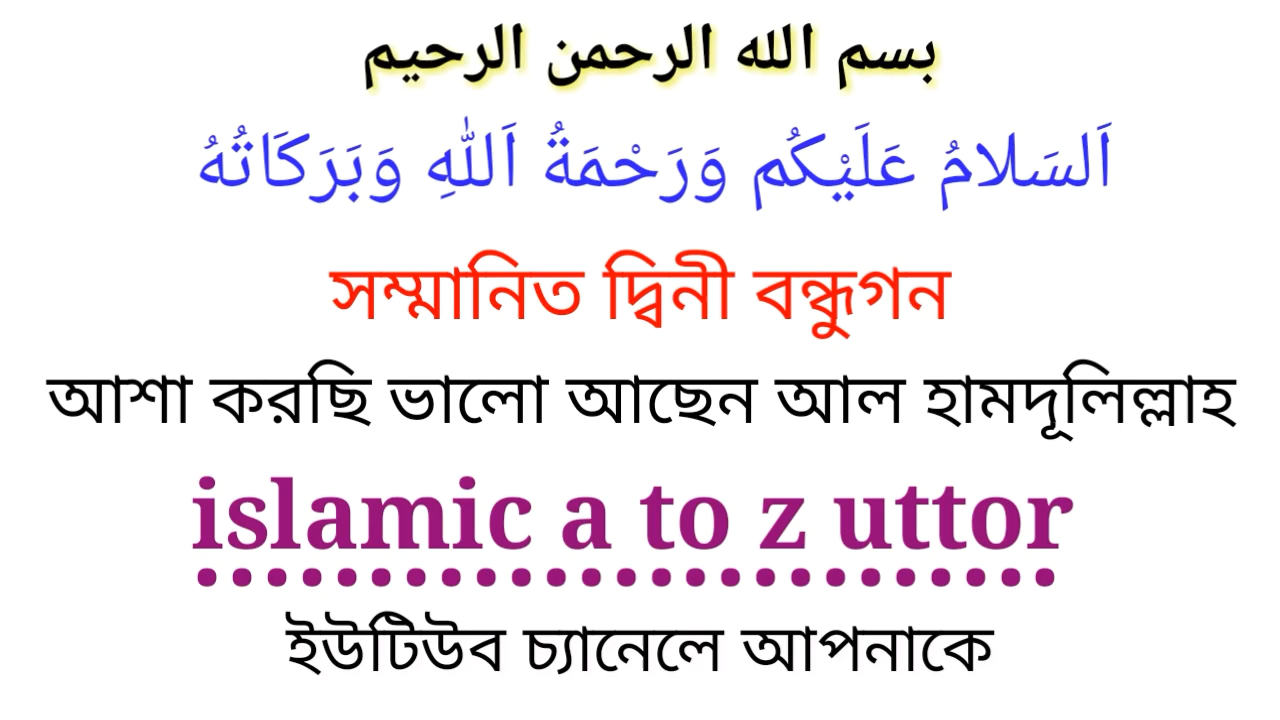 بسم الله الرحمن الرحيم
اَلسَلامُ عَلَيْكُم وَرَحْمَةُ اَللّٰهِ وَبَرَكَاتُهُ
সম্মানিত দ্বিনী বন্ধুগন
আশা করছি ভালো আছেন আল হামদূলিল্লাহ
islamic a to z uttor
ইউটিউব চ্যানেলে আপনাকে